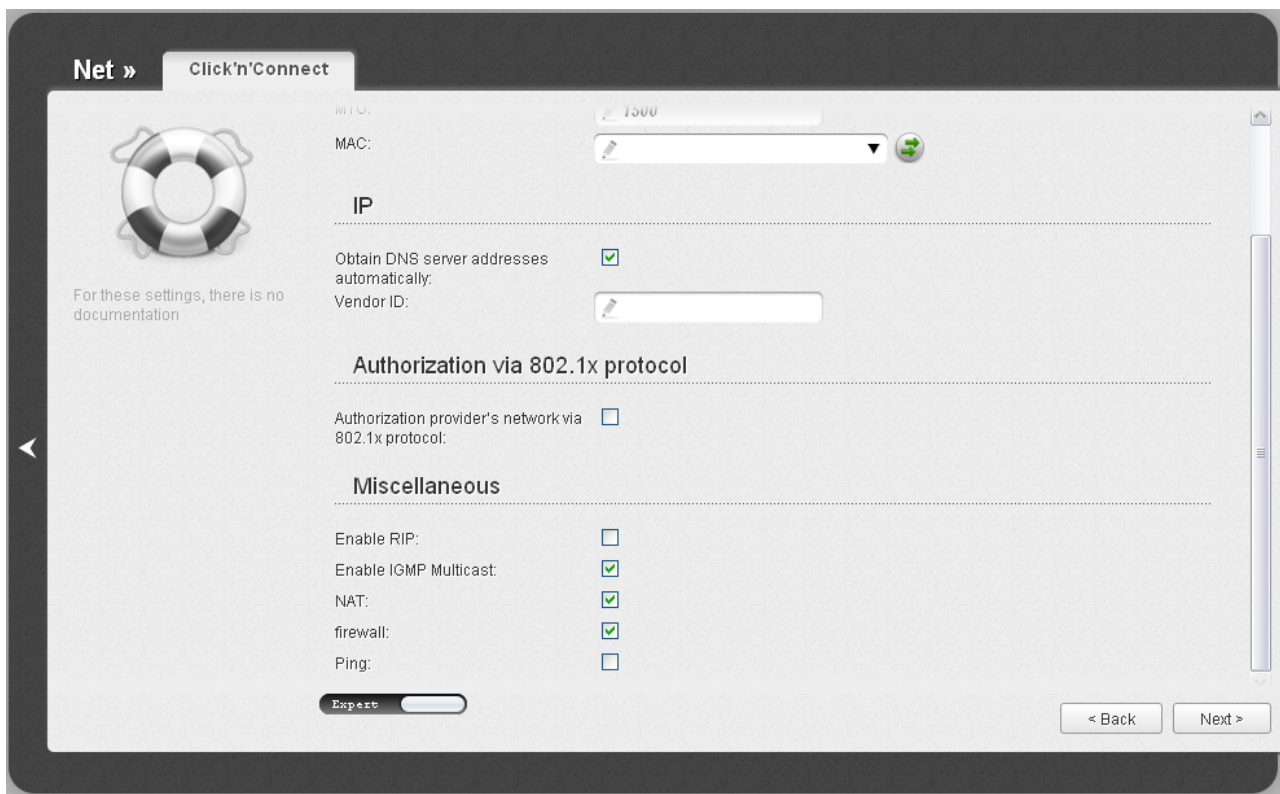 Net »
Click'n'Connect
MTU:
1500
MAC:
IP
Obtain DNS server addresses
automatically:
Vendor ID:
For these settings, there is no
documentation
Authorization via 802.1x protocol
Authorization provider's network via
802.1x protocol:
Miscellaneous
Enable RIP:
Enable IGMP Multicast:
NAT:
firewall:
Ping:
Expert
< Back
Next >